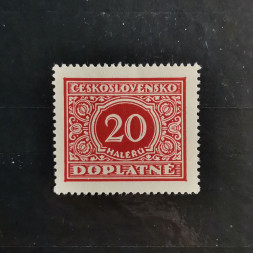 ČESKOSLOVENSKO
20
HALÉŘŮ
DOPLATNÉ